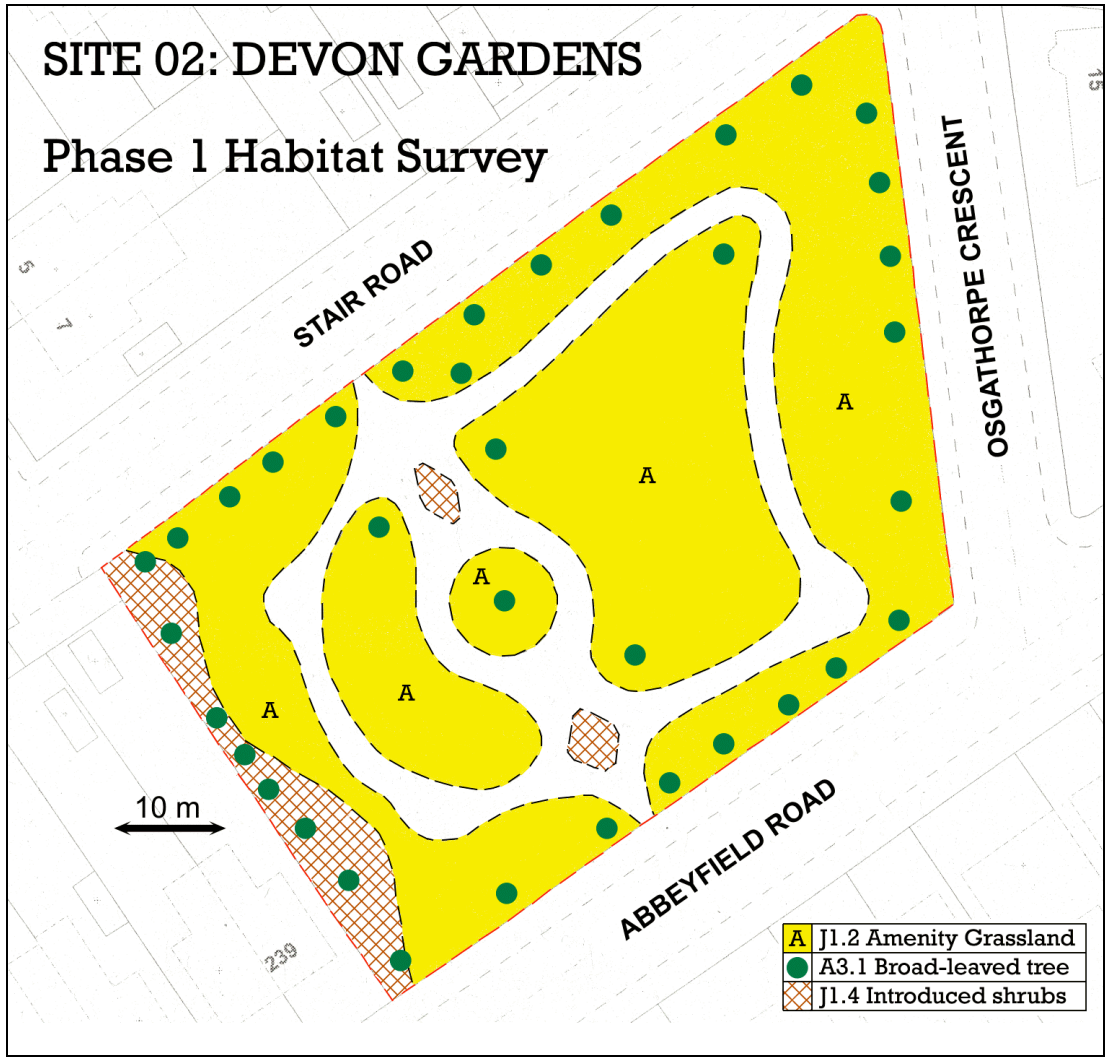 SITE 02: DEVON GARDENS
Phase 1 Habitat Survey
15
OSGATHORPE CRESCENT
STAIR ROAD
5
7
A
A
A
A
A
10 m
ABBEYFIELD ROAD
239
A J1.2 Amenity Grassland
A3.1 Broad-leaved tree
J1.4 Introduced shrubs